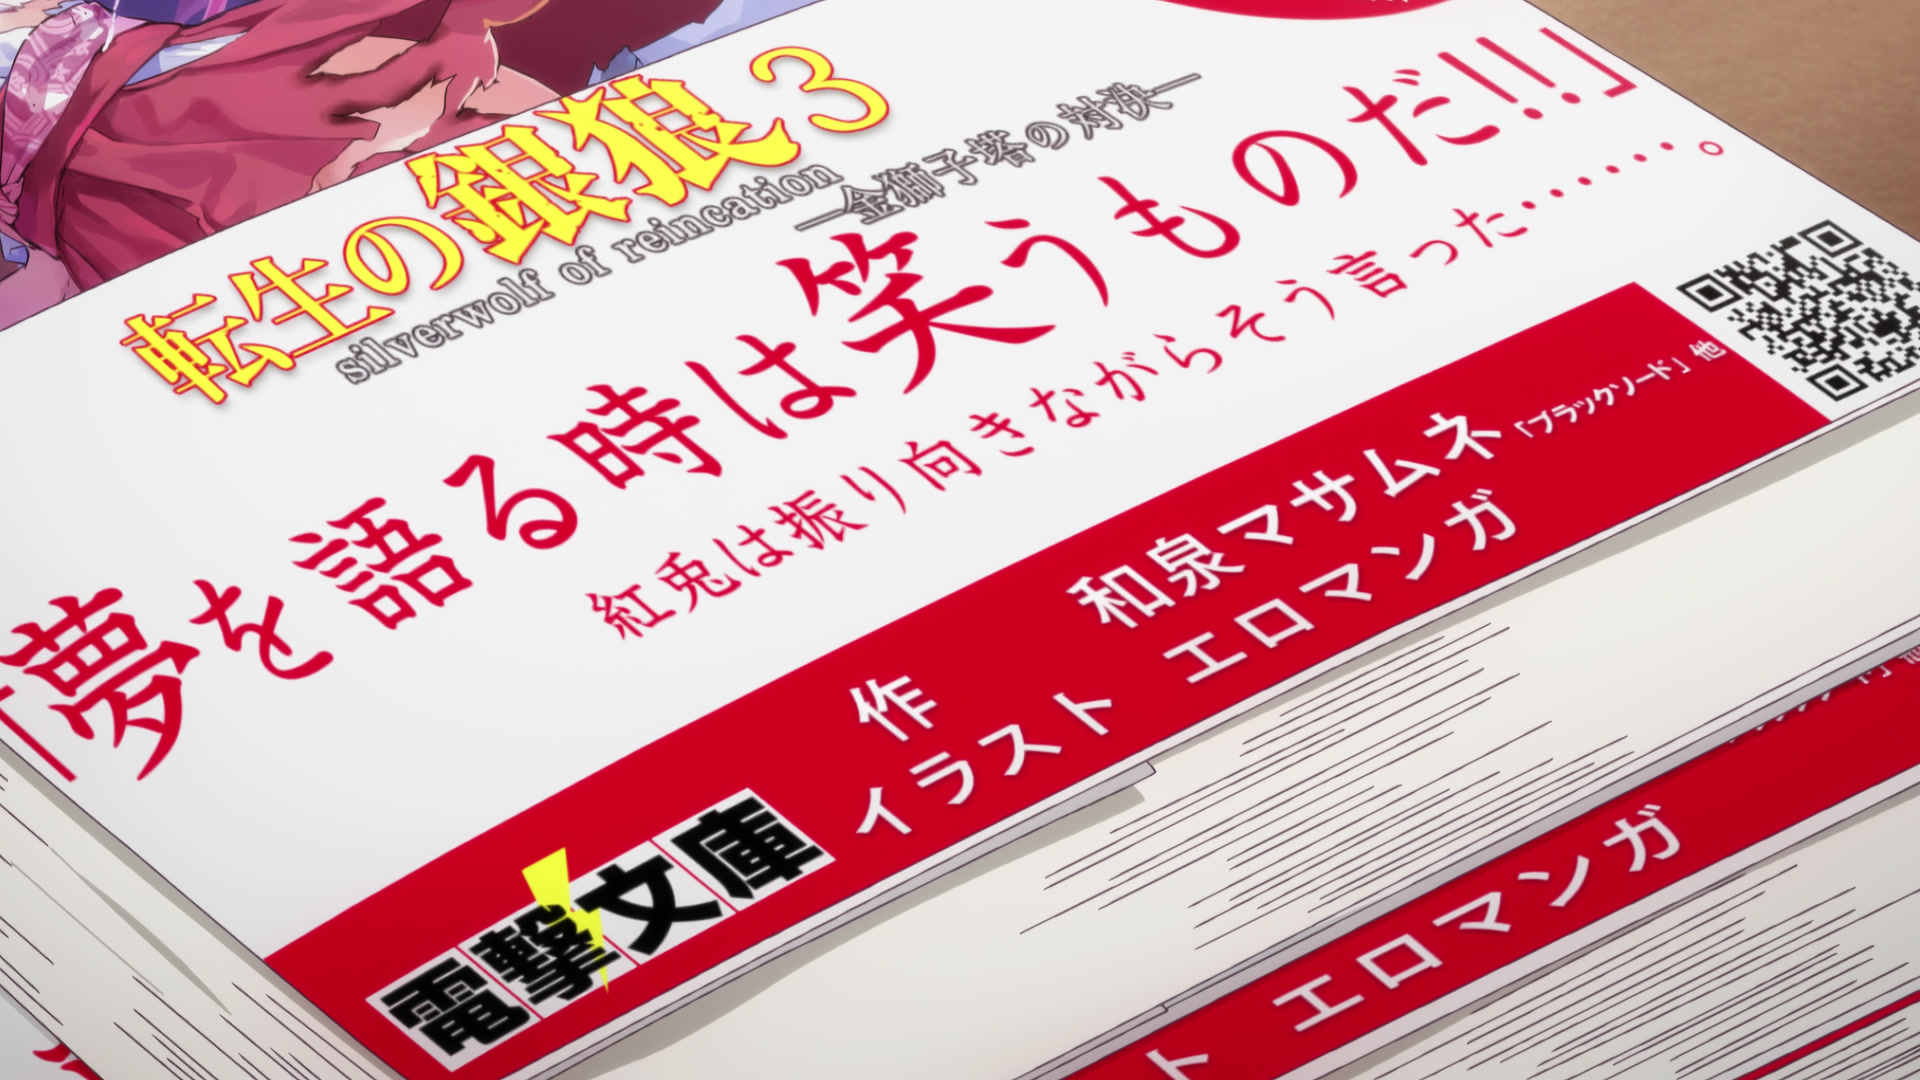 転生の銀狼3
silverwolf of reincation
―金獅子塔の対決―
「夢を語る時は笑うものだ!!」
紅兎は振り向きながらそう言った……。
作 和泉マサムネ 「ブラックソード」他
イラスト エロマンガ
電撃文庫
ト エロマンガ